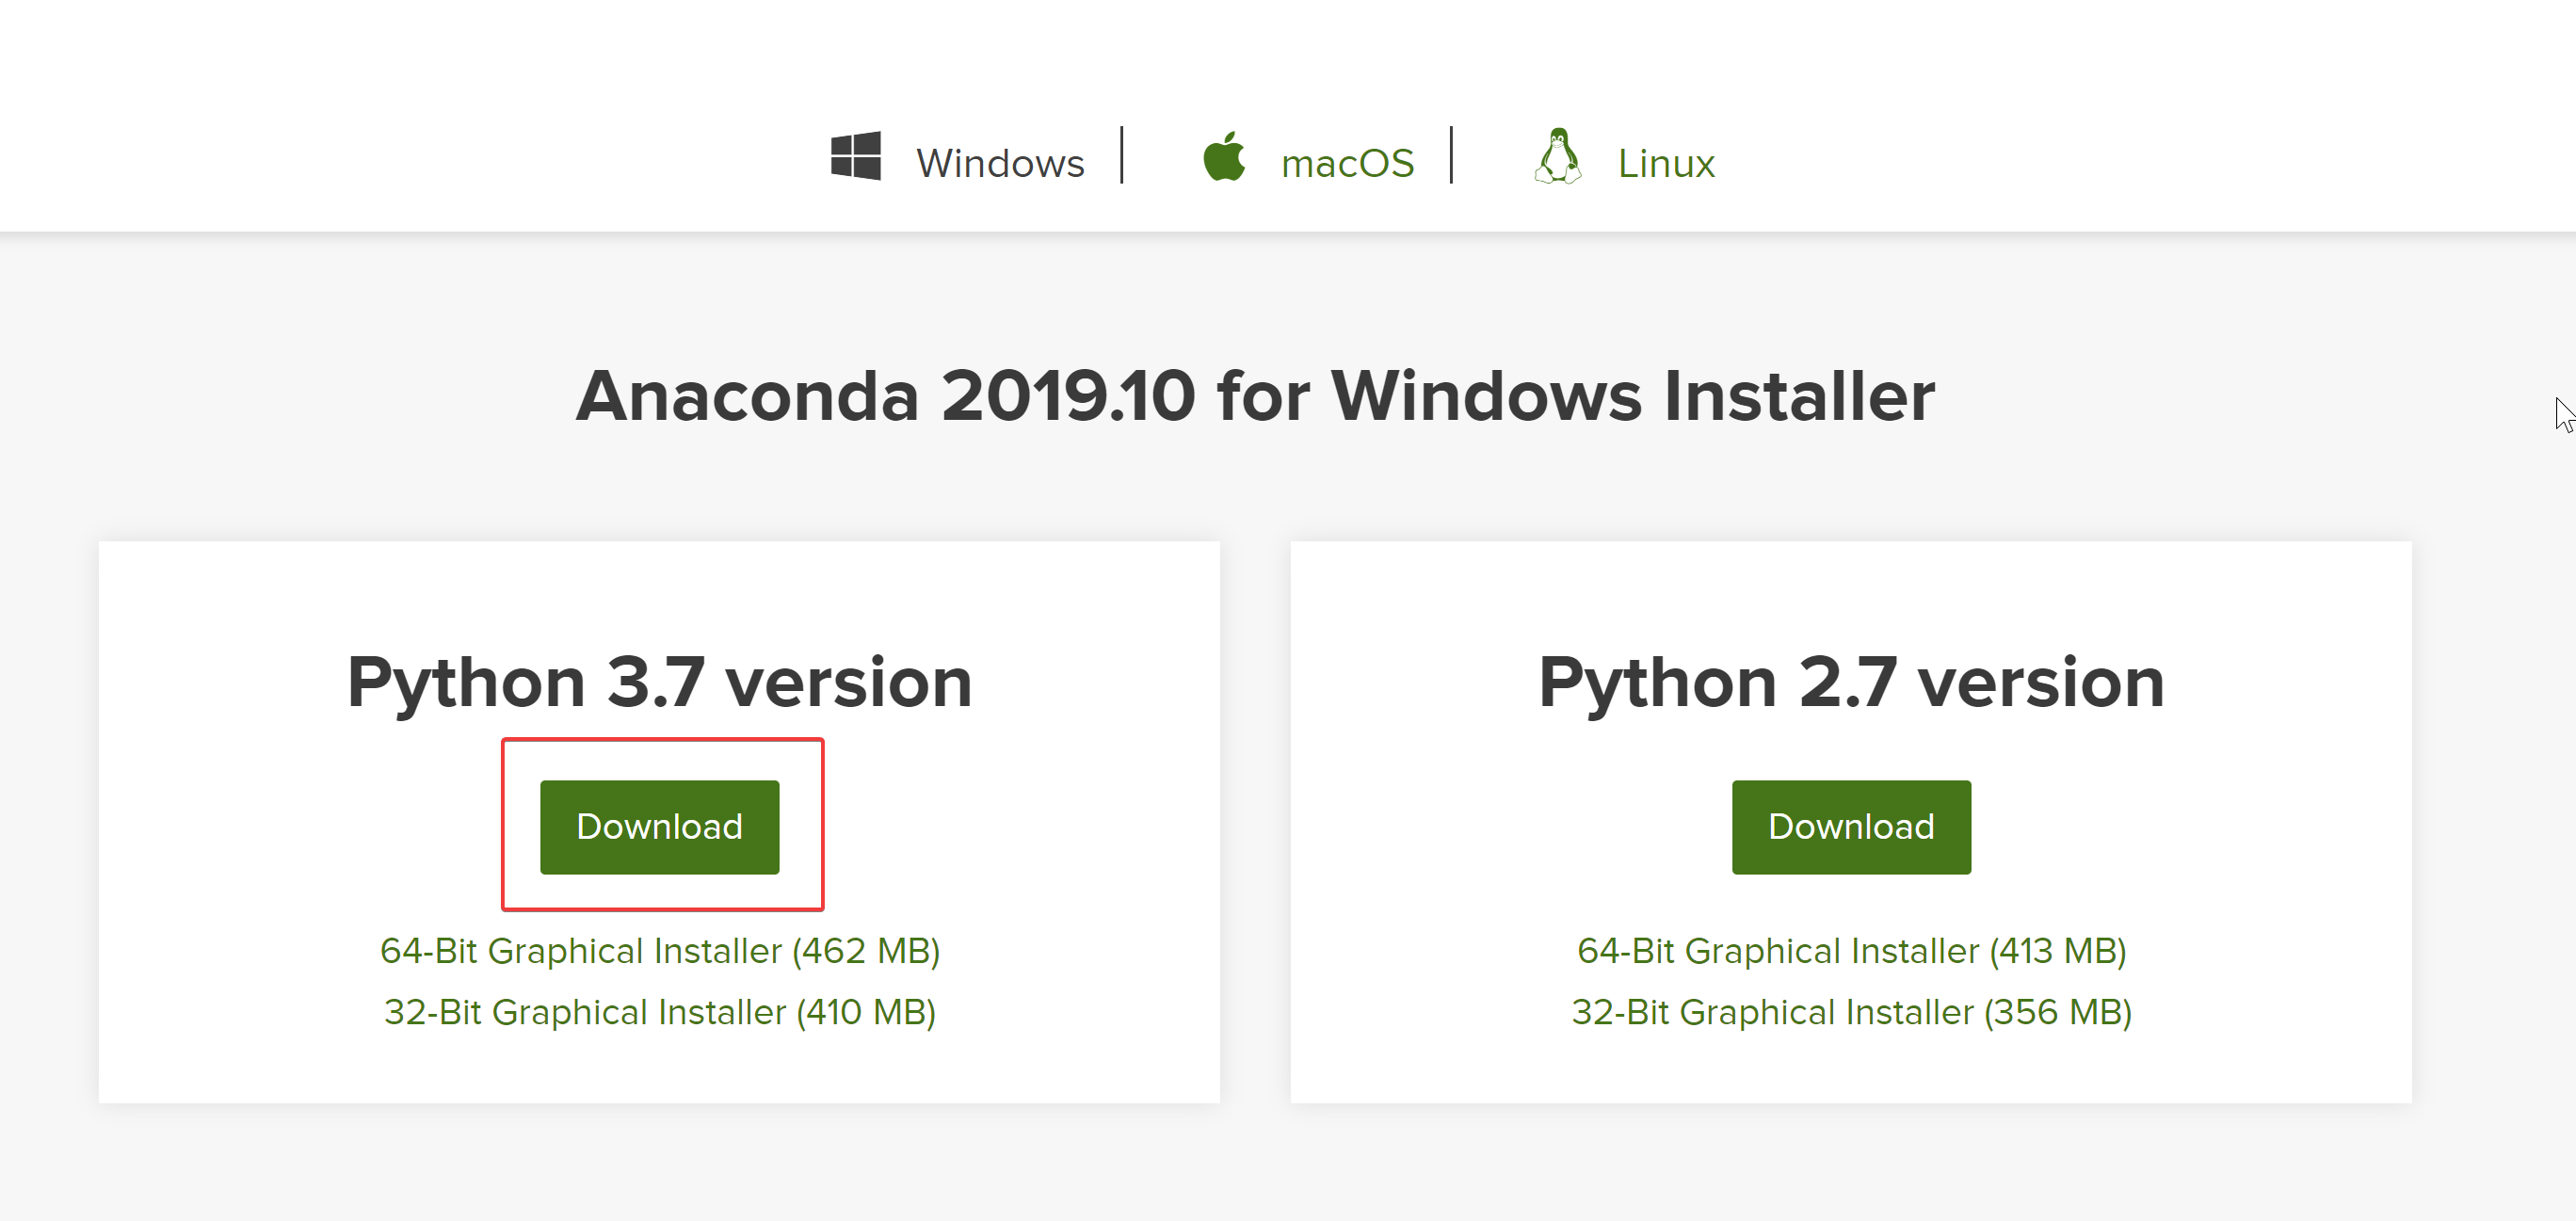 Windows macOS Linux
Anaconda 2019.10 for Windows Installer
Python 3.7 version
Download
64-Bit Graphical Installer (462 MB)
32-Bit Graphical Installer (410 MB)
Python 2.7 version
Download
64-Bit Graphical Installer (413 MB)
32-Bit Graphical Installer (356 MB)